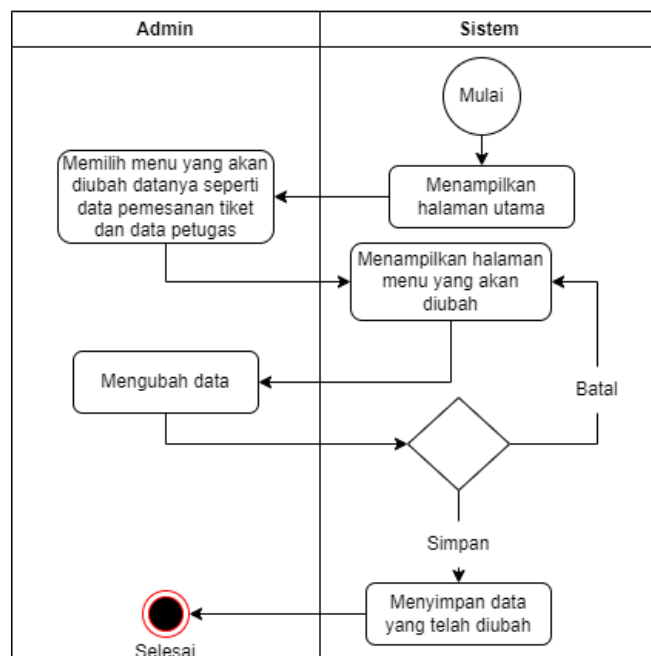 Admin
Sistem
Mulai
Menampilkan
halaman utama
Memilih menu yang akan
diubah datanya seperti
data pemesanan tiket
dan data petugas
Menampilkan halaman
menu yang akan
diubah
Mengubah data
Batal
Simpan
Menyimpan data
yang telah diubah
Selesai